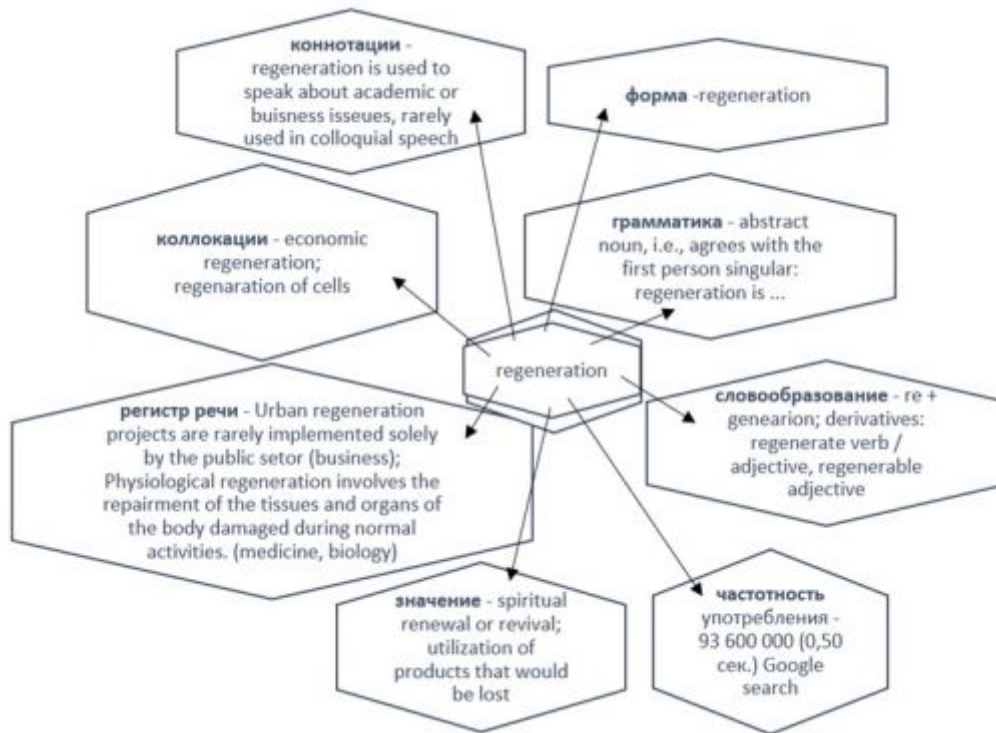 коннотации -
regeneration is used to
speak about academic or
buisness isseues, rarely
used in colloquial speech
форма -regeneration
коллокации - economic
regeneration;
regenaration of cells
грамматика - abstract
noun, i.e., agrees with the
first person singular:
regeneration is ...
regeneration
регистр речи - Urban regeneration
projects are rarely implemented solely
by the public setor (business);
Physiological regeneration involves the
repairment of the tissues and organs of
the body damaged during normal
activities. (medicine, biology)
словообразование - re +
genearion; derivatives:
regenerate verb /
adjective, regenerable
adjective
значение - spiritual
renewal or revival;
utilization of
products that would
be lost
частотность
употребления -
93 600 000 (0,50
сек.) Google
search